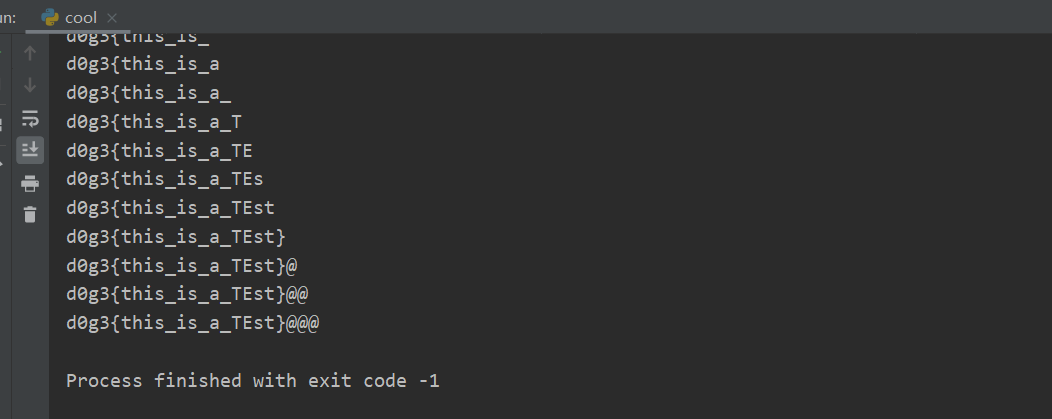 un: cool ×
d0g3{this_is_
d0g3{this_is_a
d0g3{this_is_a_
d0g3{this_is_a_T
d0g3{this_is_a_TE
d0g3{this_is_a_TEs
d0g3{this_is_a_TEst
d0g3{this_is_a_TEst}
d0g3{this_is_a_TEst}@
d0g3{this_is_a_TEst}@@
d0g3{this_is_a_TEst}@@@
Process finished with exit code -1